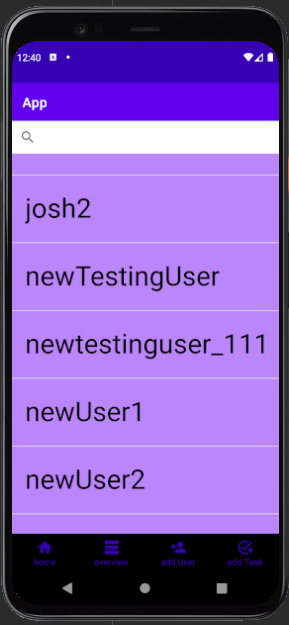 12:40
App
josh2
newTestingUser
newtestinguser_111
newUser1
newUser2
home overview add User add Task